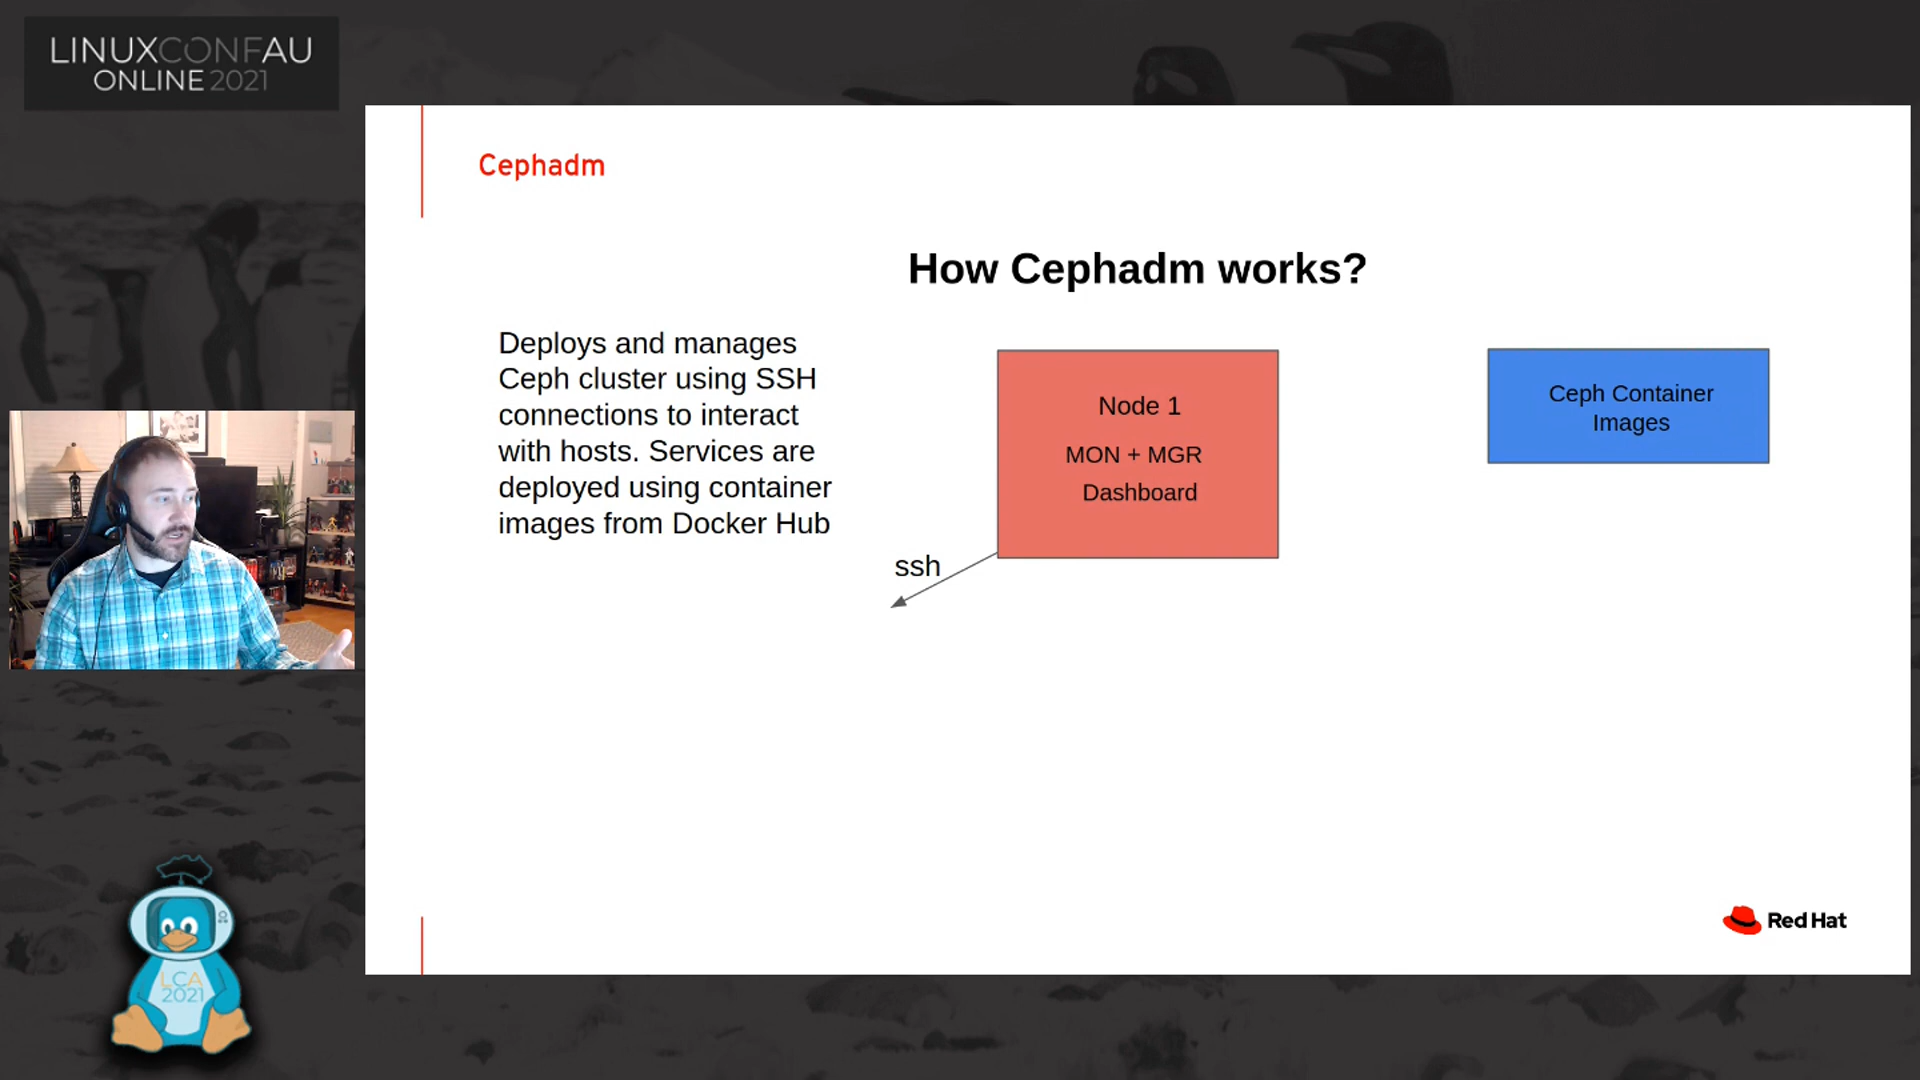 LINUXCONFAU
ONLINE 2021
Cephadm
How Cephadm works?
Deploys and manages
Ceph cluster using SSH
connections to interact
with hosts. Services are
deployed using container
images from Docker Hub
Node 1
MON + MGR
Dashboard
Ceph Container
Images
ssh
LCA
2021
Red Hat